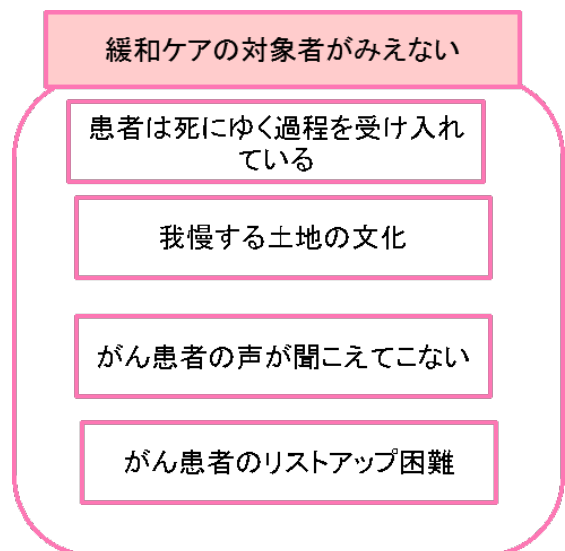 緩和ケアの対象者がみえない
患者は死にゆく過程を受け入れ
ている
我慢する土地の文化
がん患者の声が聞こえてこない
がん患者のリストアップ困難